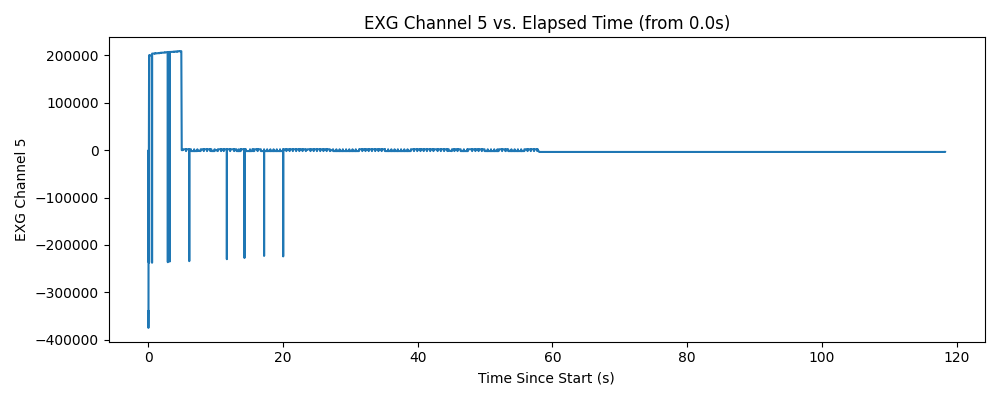 EXG Channel 5 vs. Elapsed Time (from 0.0s)
200000
100000
0
−100000
−200000
−300000
−400000
EXG Channel 5
0 20 40 60 80 100 120
Time Since Start (s)